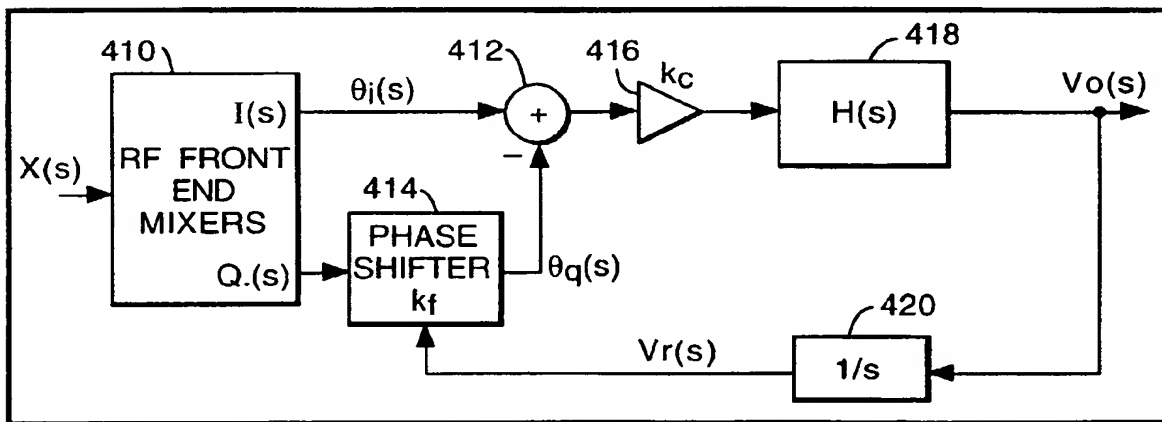 410
412
416
418
kc
Vo(s)
I(s)
θi(s)
+
−
H(s)
X(s)
RF FRONT
END
MIXERS
414
PHASE
SHIFTER
kf
Q.(s)
θq(s)
420
Vr(s)
1/s